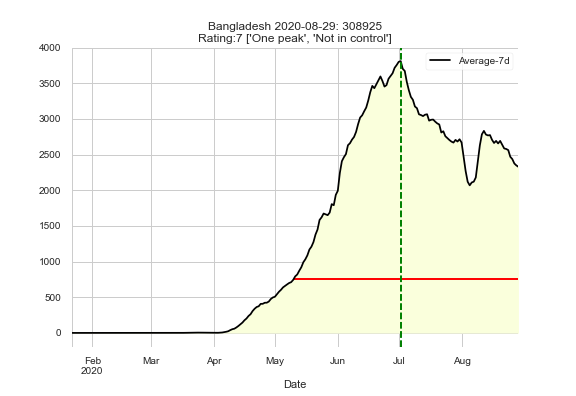 Bangladesh 2020-08-29: 308925
Rating:7 ['One peak', 'Not in control']
Average-7d
4000
3500
3000
2500
2000
1500
1000
500
0
Feb
2020
Mar
Apr
May
Jun
Jul
Aug
Date